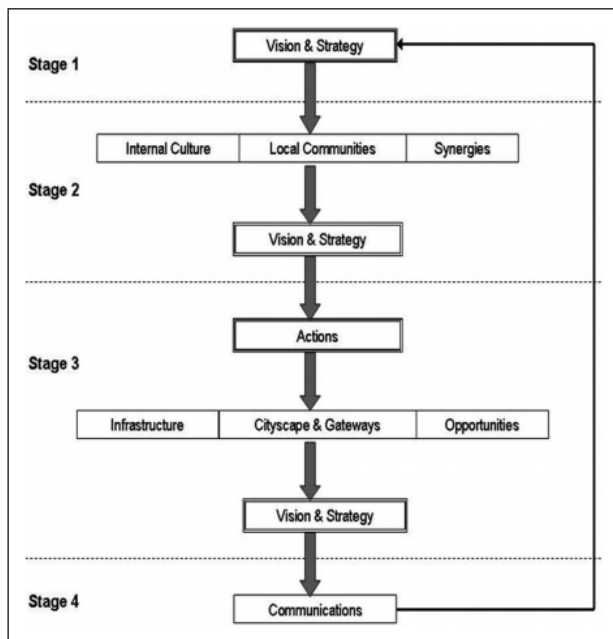 Vision & Strategy
Stage 1
Internal Culture Local Communities Synergies
Stage 2
Vision & Strategy
Actions
Stage 3
Infrastructure Cityscape & Gateways Opportunities
Vision & Strategy
Stage 4
Communications